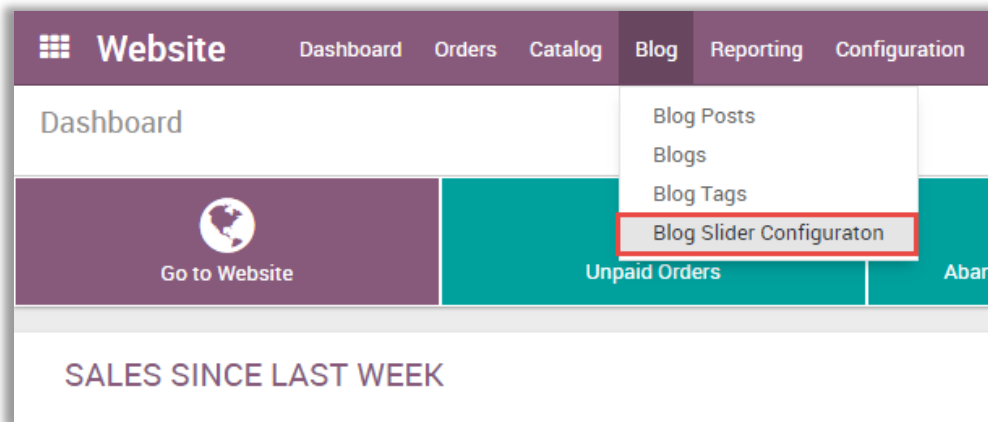 Website Dashboard Orders Catalog Blog Reporting Configuration
Dashboard
Blog Posts
Blogs
Blog Tags
Blog Slider Configuraton
Go to Website
Unpaid Orders
Aban
SALES SINCE LAST WEEK